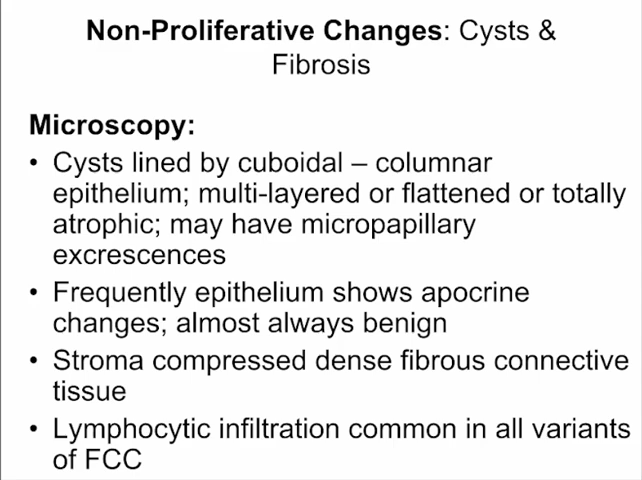 Non-Proliferative Changes: Cysts &
Fibrosis
Microscopy:
• Cysts lined by cuboidal – columnar
epithelium; multi-layered or flattened or totally
atrophic; may have micropapillary
excrescences
• Frequently epithelium shows apocrine
changes; almost always benign
• Stroma compressed dense fibrous connective
tissue
• Lymphocytic infiltration common in all variants
of FCC